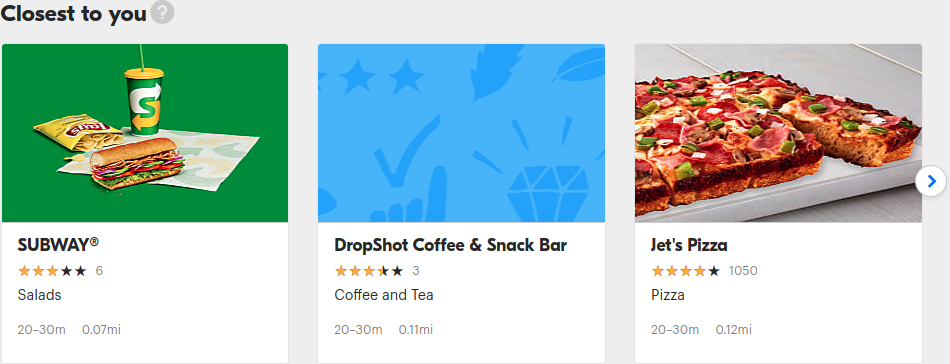 Closest to you ?
SUBWAY®
6
Salads
20–30m 0.07mi
DropShot Coffee & Snack Bar
3
Coffee and Tea
20–30m 0.11mi
Jet's Pizza
1050
Pizza
20–30m 0.12mi